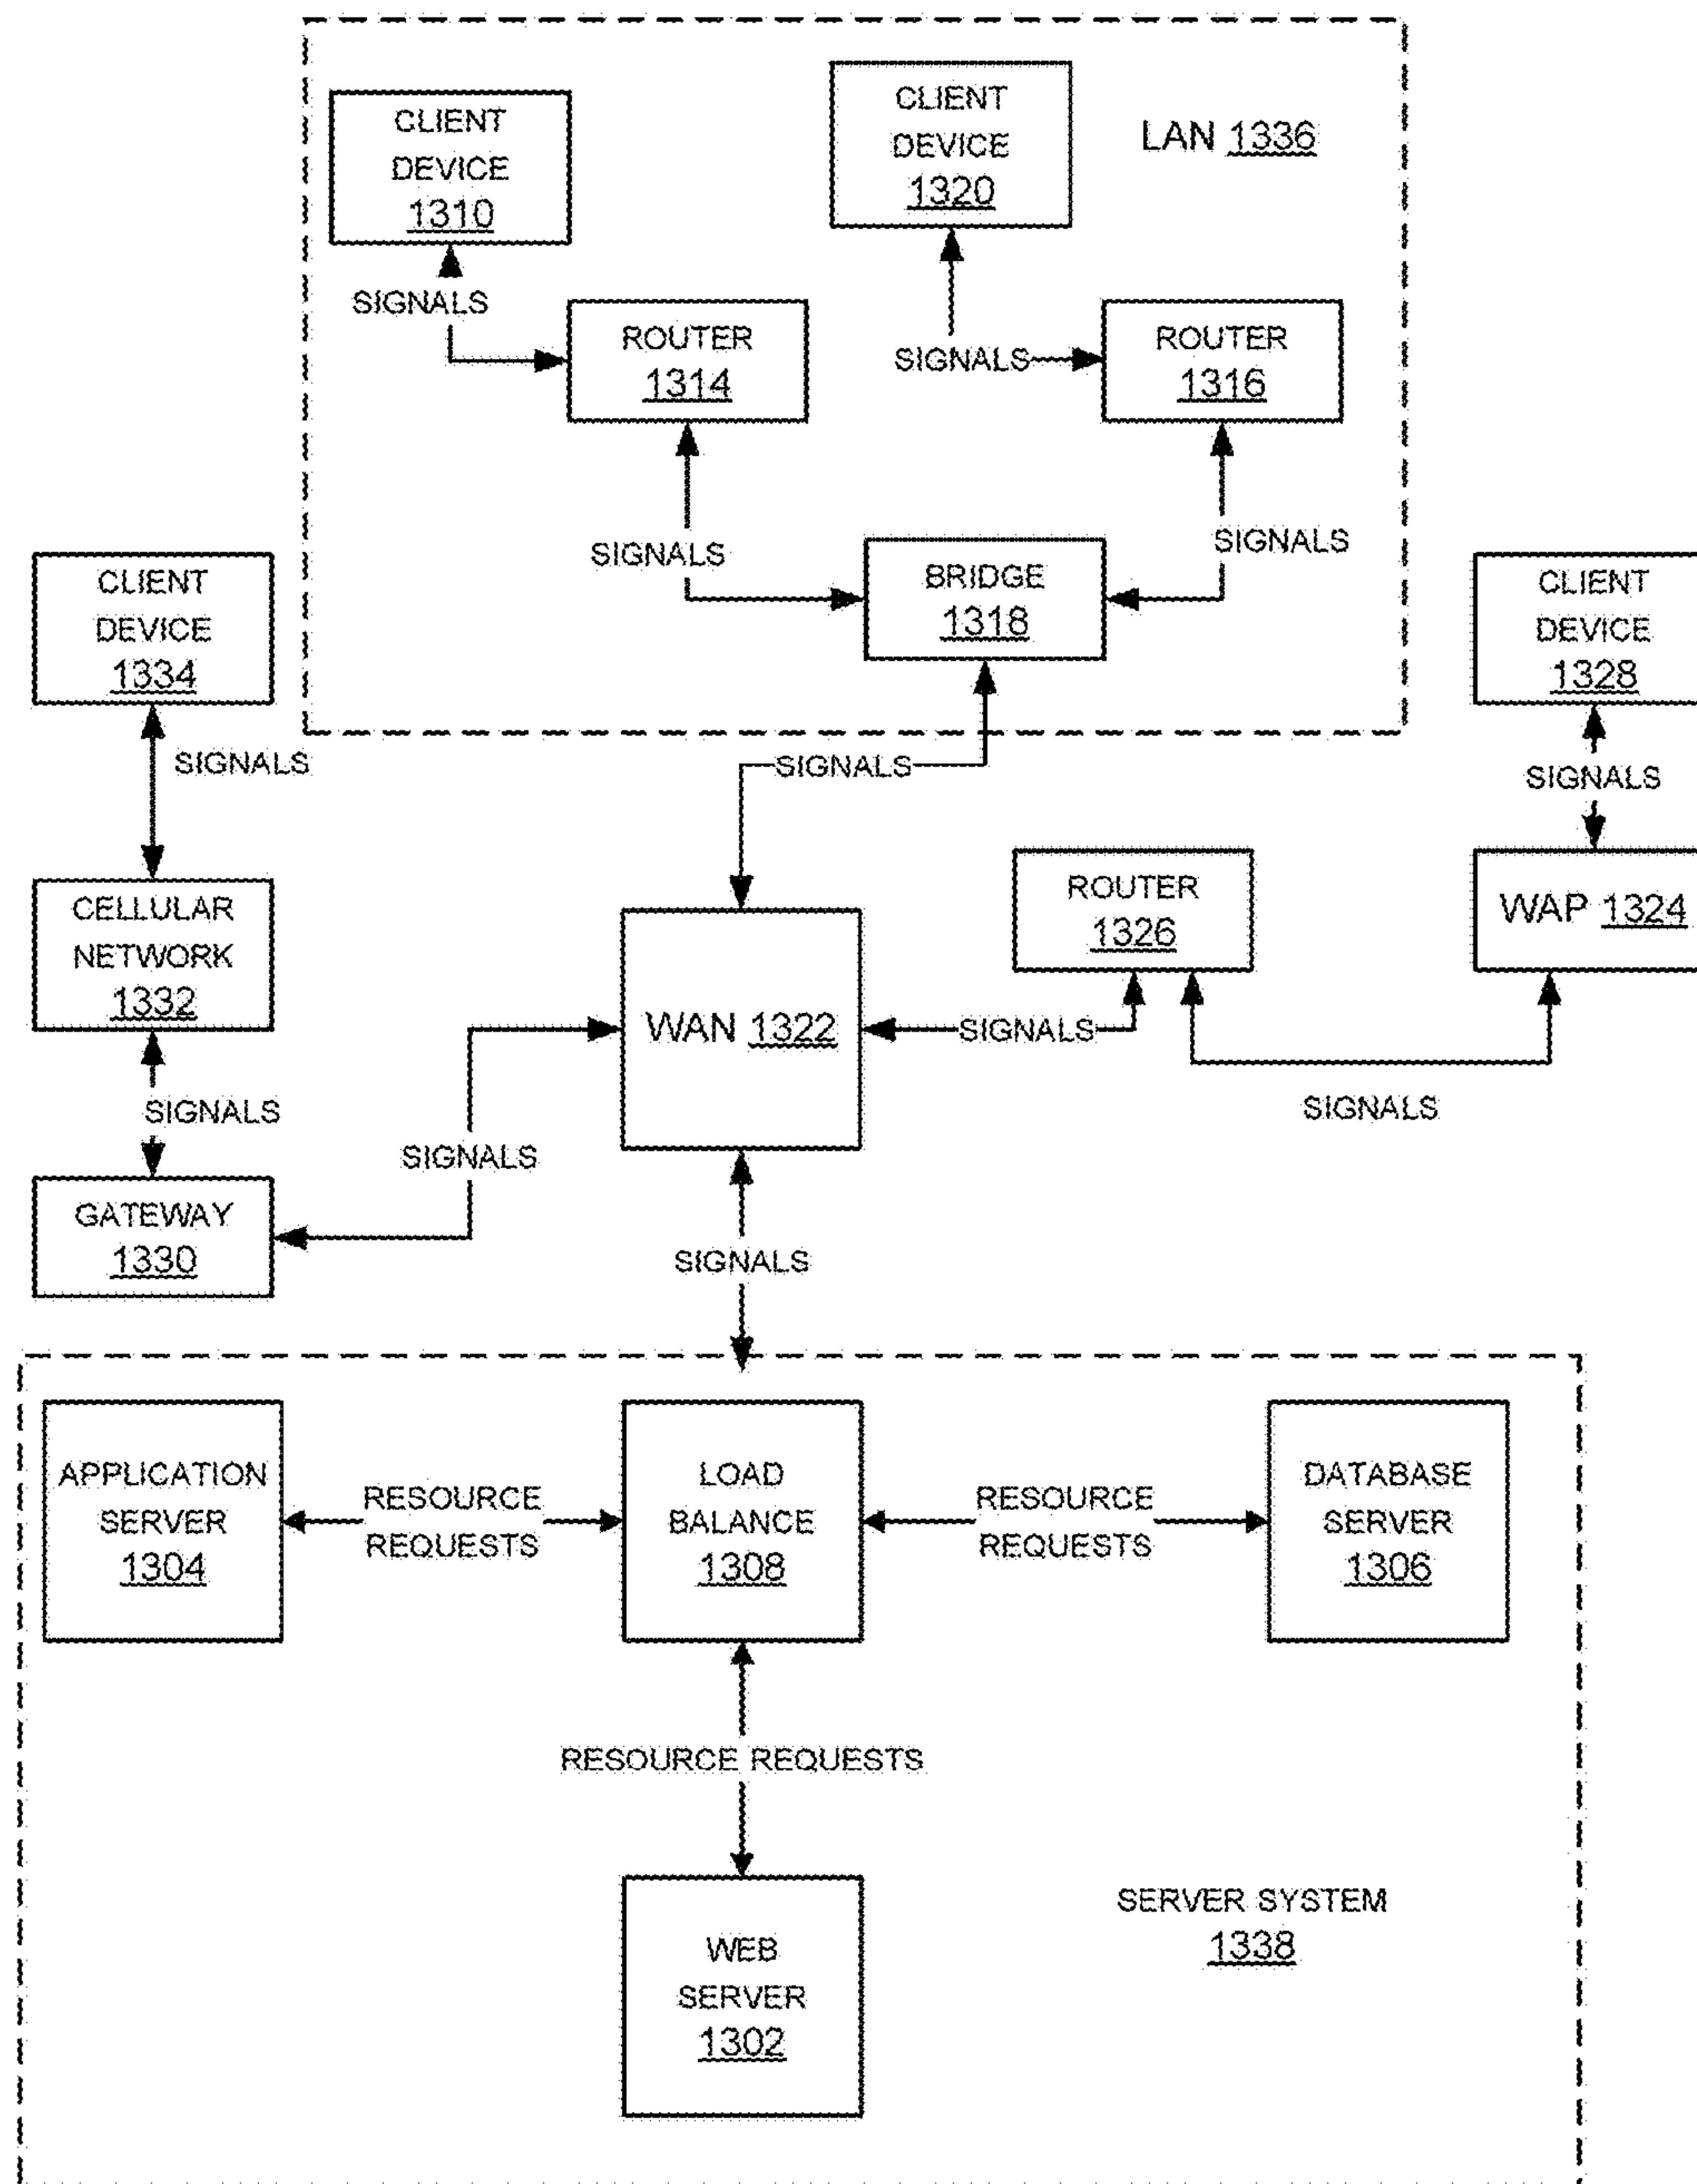 CLIENT
DEVICE
1310
CLIENT
DEVICE
1320
LAN 1336
SIGNALS
ROUTER
1314
SIGNALS
ROUTER
1316
SIGNALS
SIGNALS
BRIDGE
1318
CLIENT
DEVICE
1334
CLIENT
DEVICE
1328
SIGNALS
SIGNALS
SIGNALS
CELLULAR
NETWORK
1332
ROUTER
1326
WAP 1324
WAN 1322
SIGNALS
SIGNALS
SIGNALS
SIGNALS
GATEWAY
1330
SIGNALS
APPLICATION
SERVER
1304
RESOURCE
REQUESTS
LOAD
BALANCE
1308
RESOURCE
REQUESTS
DATABASE
SERVER
1306
RESOURCE REQUESTS
WEB
SERVER
1302
SERVER SYSTEM
1338